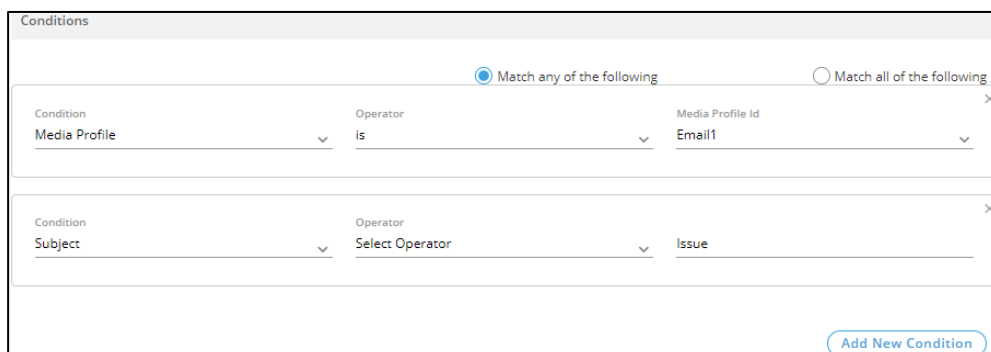 Conditions
Match any of the following Match all of the following
Condition Operator Media Profile Id
Media Profile is Email1
Condition Operator
Subject Select Operator Issue
Add New Condition